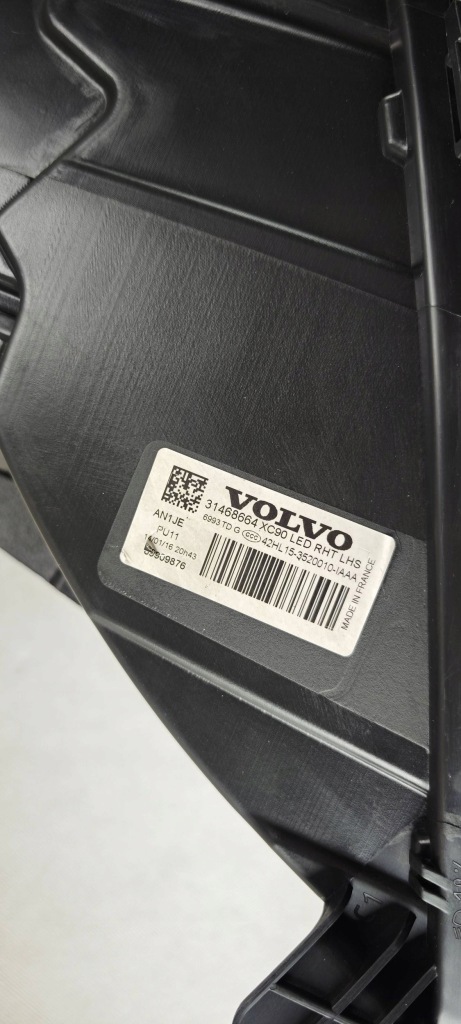 VOLVO
31468664 XC90 LED RHT LHS
6993 TD G CCC 42HL15-3520010-IAAA
AN1JE
PU11
/01/16 20h43
MADE IN FRANCE